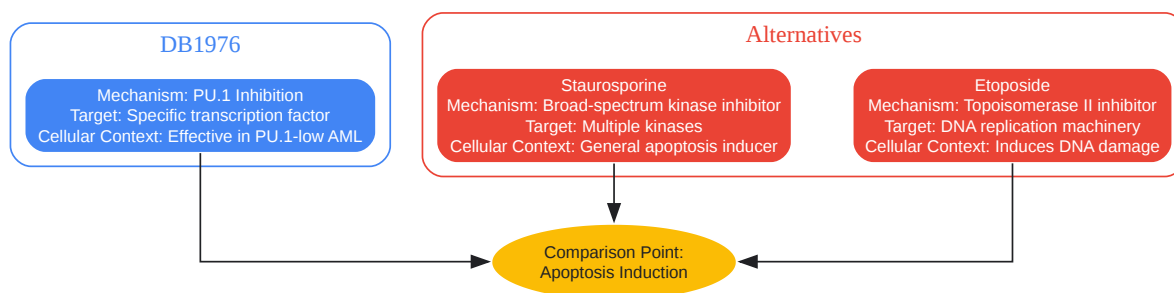 DB1976
Mechanism: PU.1 Inhibition
Target: Specific transcription factor
Cellular Context: Effective in PU.1-low AML
Alternatives
Staurosporine
Mechanism: Broad-spectrum kinase inhibitor
Target: Multiple kinases
Cellular Context: General apoptosis inducer
Etoposide
Mechanism: Topoisomerase II inhibitor
Target: DNA replication machinery
Cellular Context: Induces DNA damage
Comparison Point:
Apoptosis Induction